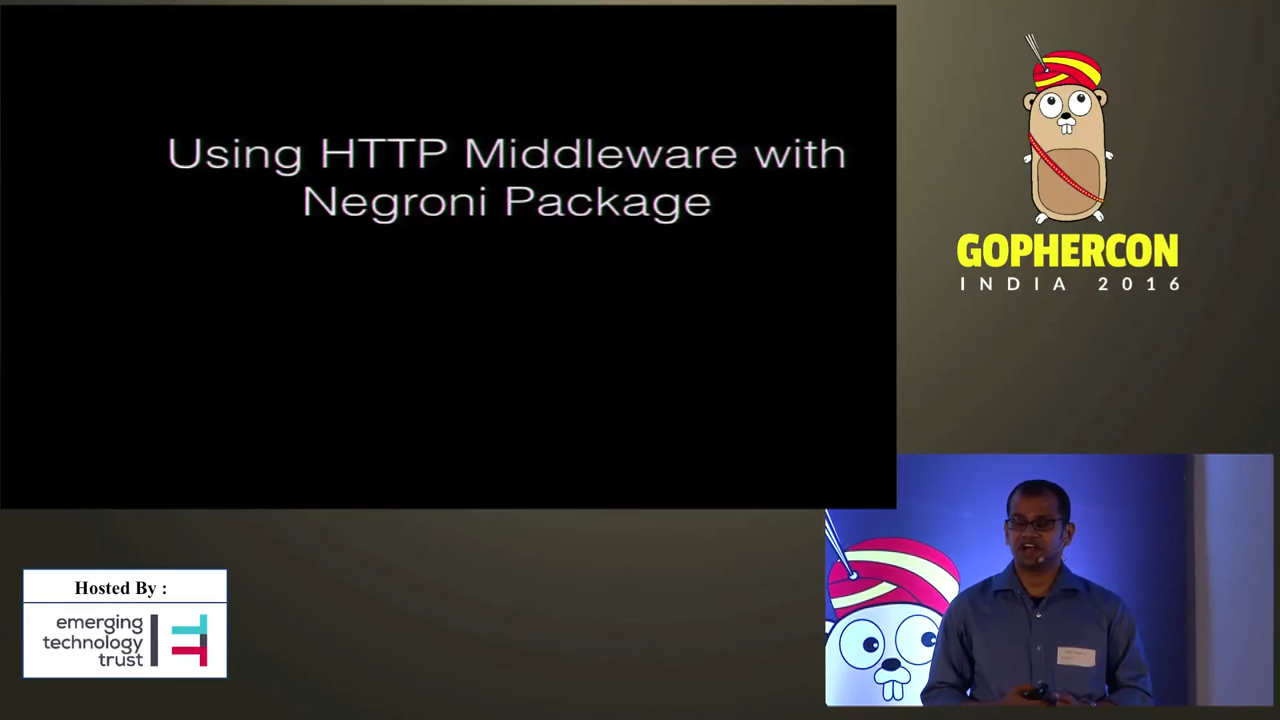 Using HTTP Middleware with
Negroni Package
GOPHERCON
INDIA 2016
Hosted By :
emerging
technology
trust